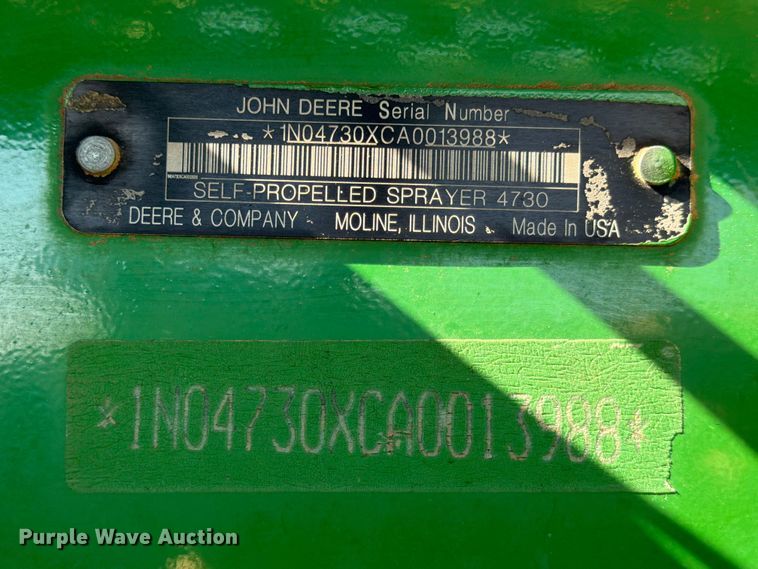 JOHN DEERE Serial Number
*1N04730XCA0013988*
SELF-PROPELLED SPRAYER 4730
DEERE & COMPANY MOLINE, ILLINOIS Made In USA
*1N04730XCA0013988*
Purple Wave Auction®